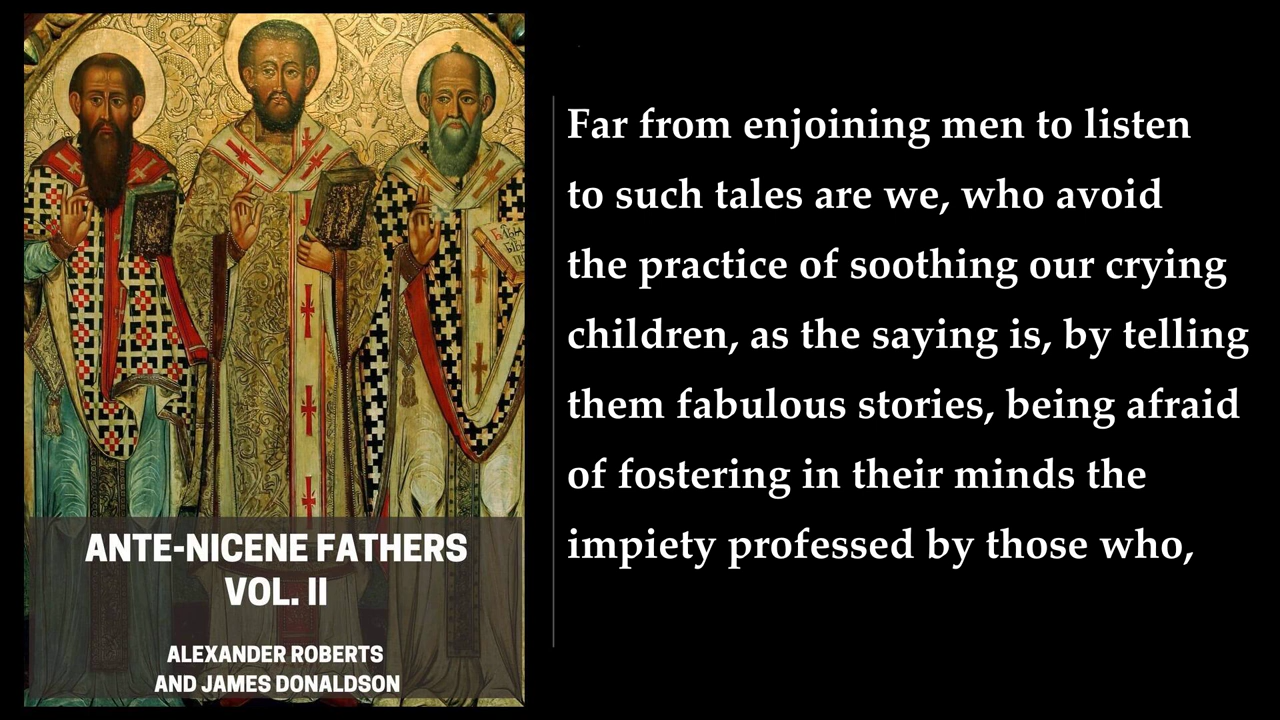 ANTE-NICENE FATHERS
VOL. II
ALEXANDER ROBERTS
AND JAMES DONALDSON
Far from enjoining men to listen
to such tales are we, who avoid
the practice of soothing our crying
children, as the saying is, by telling
them fabulous stories, being afraid
of fostering in their minds the
impiety professed by those who,